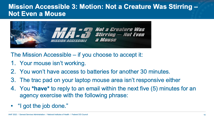 Mission Accessible 3: Motion: Not a Creature Was Stirring –
Not Even a Mouse
MA-3
Not a Creature Was
Stirring – Not Even
a Mouse
The Mission Accessible – if you choose to accept it:
1. Your mouse isn't working.
2. You won't have access to batteries for another 30 minutes.
3. The trac pad on your laptop mouse area isn't responsive either
4. You *have* to reply to an email within the next five (5) minutes for an
agency exercise with the following phrase:
• "I got the job done."